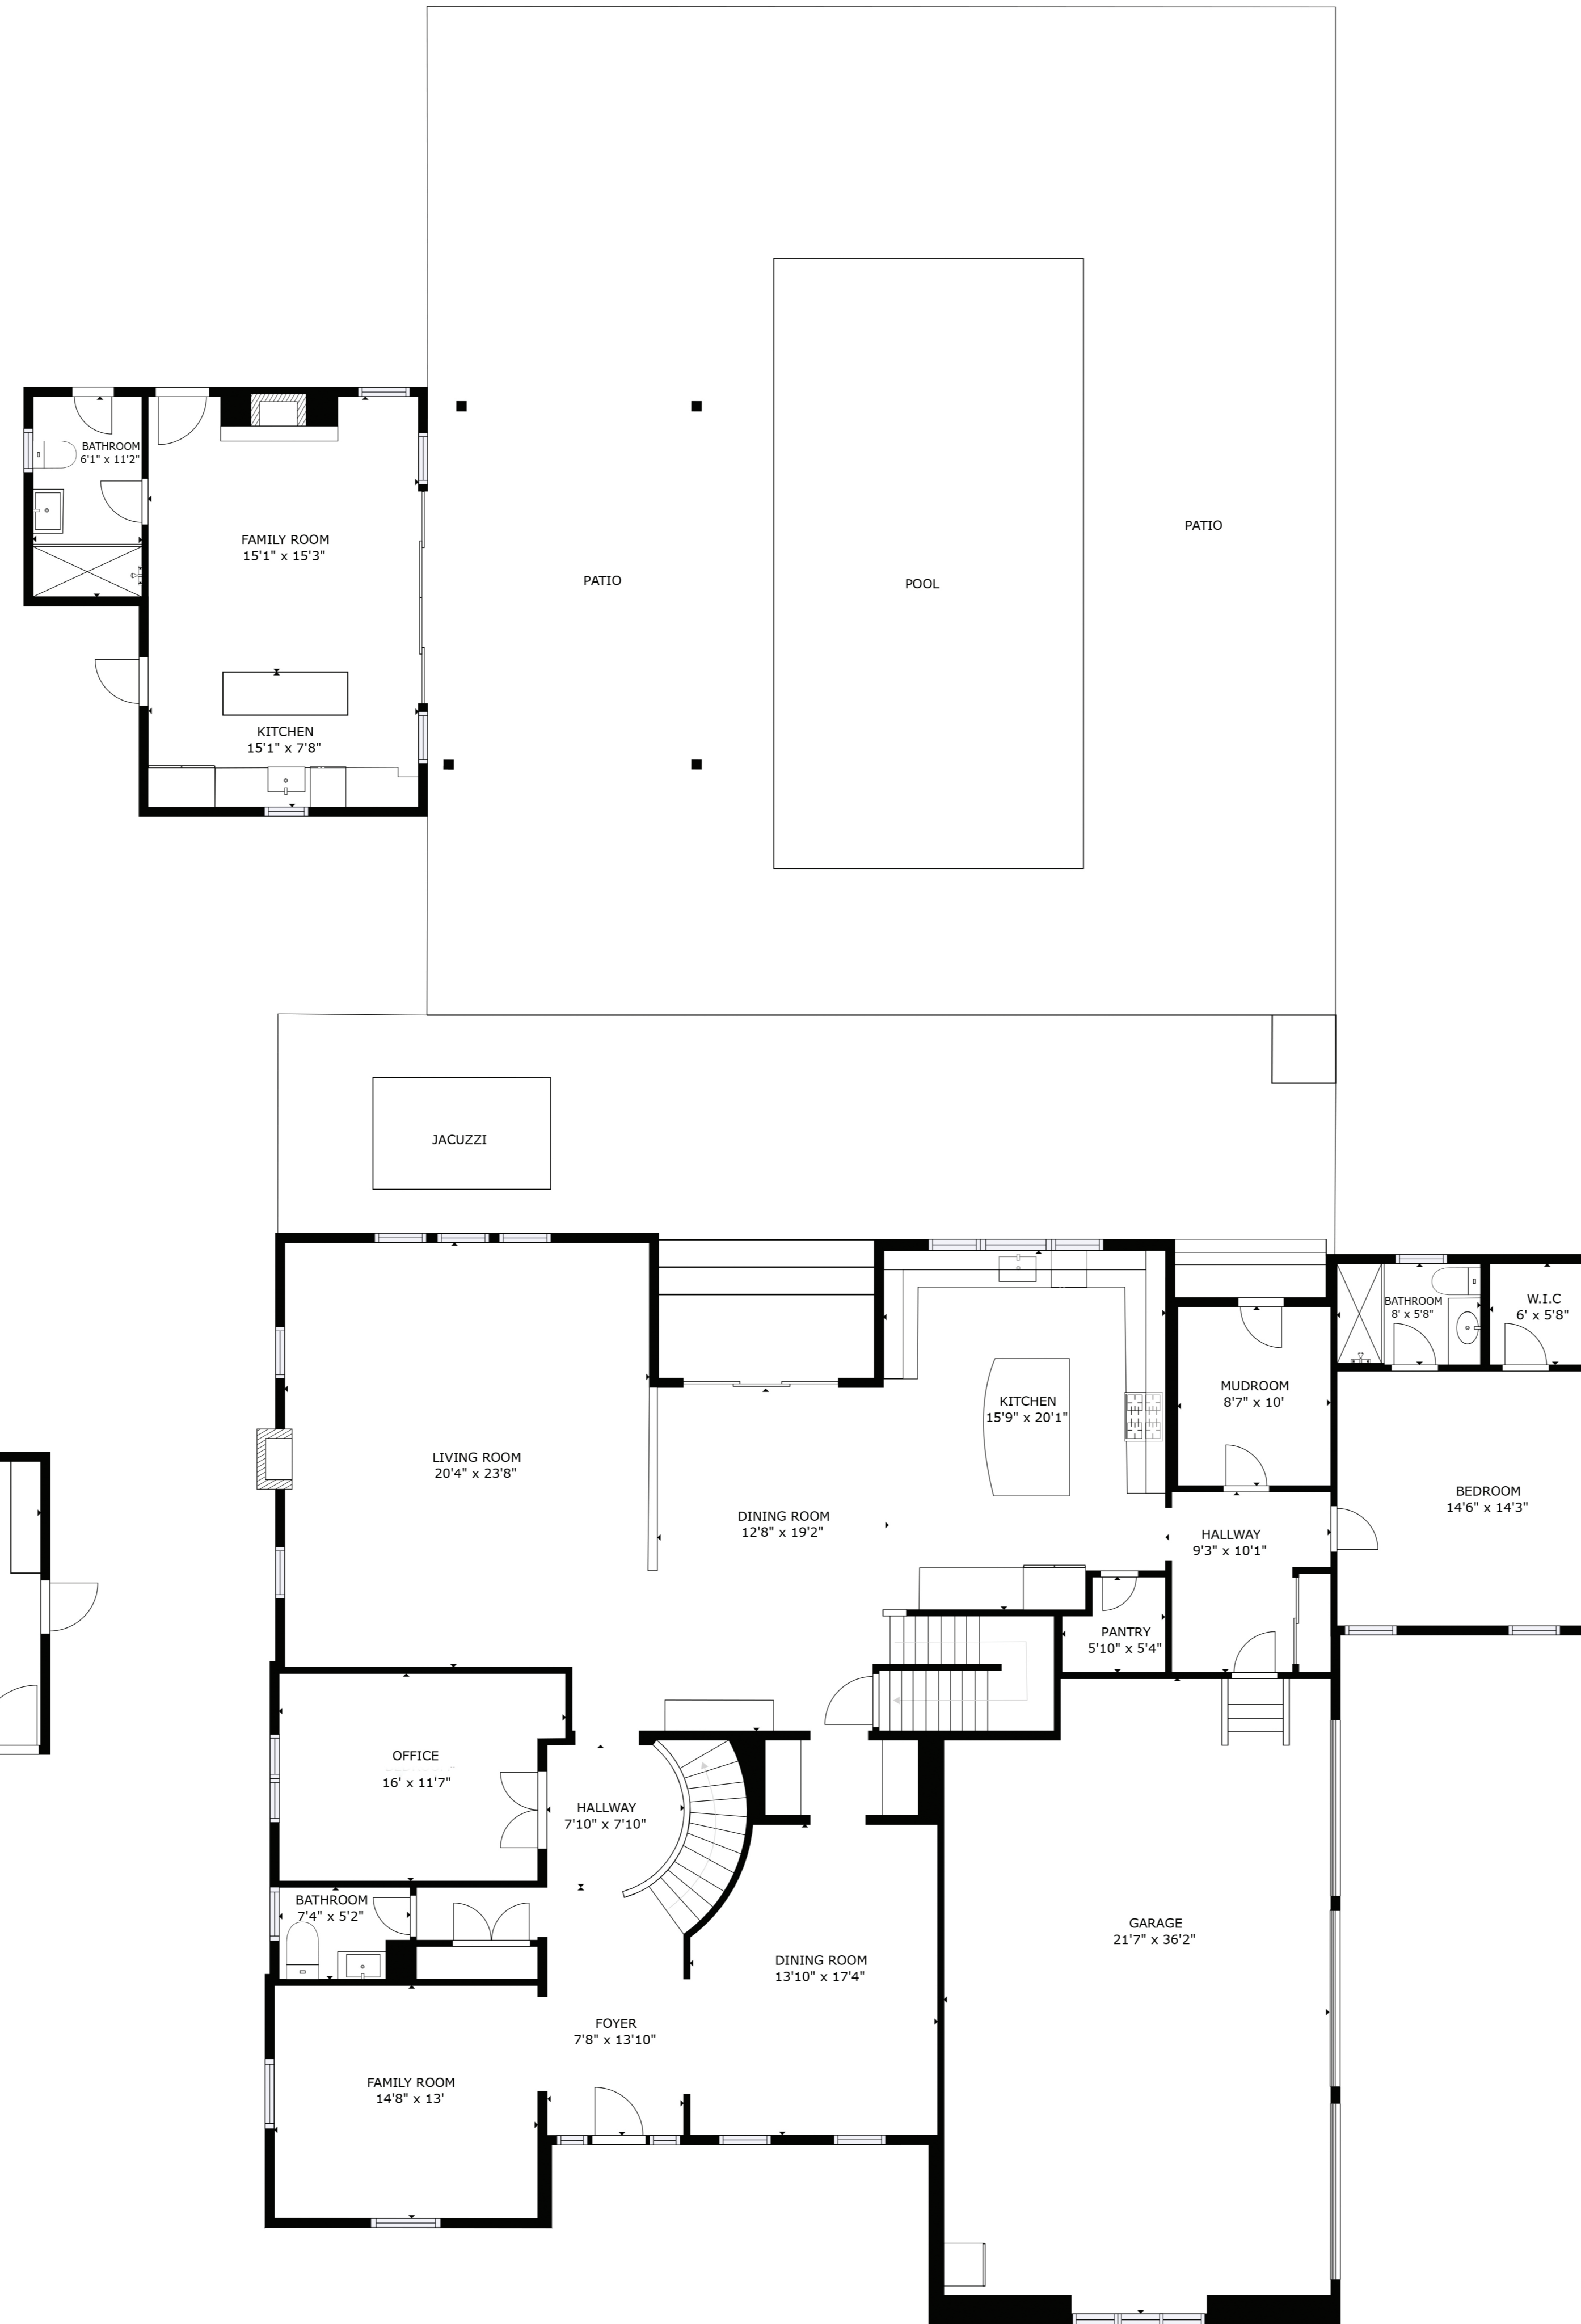 BATHROOM
6'1" x 11'2"
FAMILY ROOM
15'1" x 15'3"
KITCHEN
15'1" x 7'8"
PATIO
POOL
PATIO
JACUZZI
LIVING ROOM
20'4" x 23'8"
DINING ROOM
12'8" x 19'2"
KITCHEN
15'9" x 20'1"
MUDROOM
8'7" x 10'
BATHROOM
8' x 5'8"
W.I.C
6' x 5'8"
BEDROOM
14'6" x 14'3"
HALLWAY
9'3" x 10'1"
PANTRY
5'10" x 5'4"
OFFICE
16' x 11'7"
HALLWAY
7'10" x 7'10"
BATHROOM
7'4" x 5'2"
GARAGE
21'7" x 36'2"
DINING ROOM
13'10" x 17'4"
FOYER
7'8" x 13'10"
FAMILY ROOM
14'8" x 13'